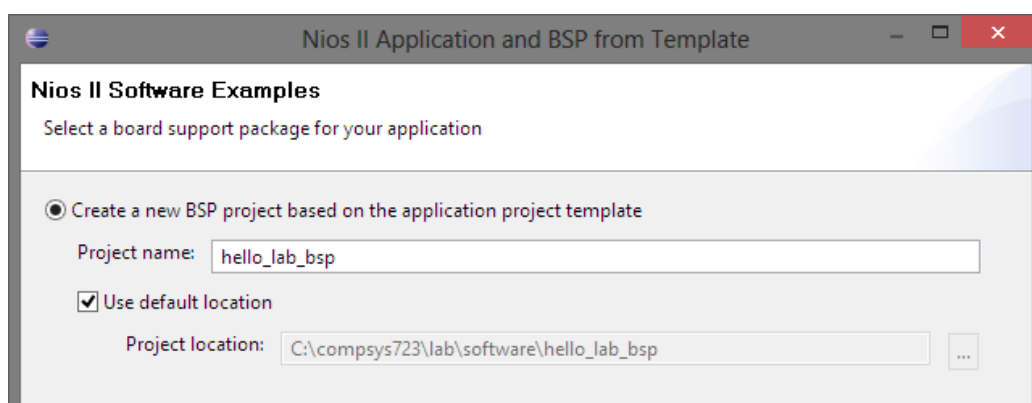 Nios II Application and BSP from Template
Nios II Software Examples
Select a board support package for your application
Create a new BSP project based on the application project template
Project name: hello_lab_bsp
Use default location
Project location: C:\compsys723\lab\software\hello_lab_bsp ...